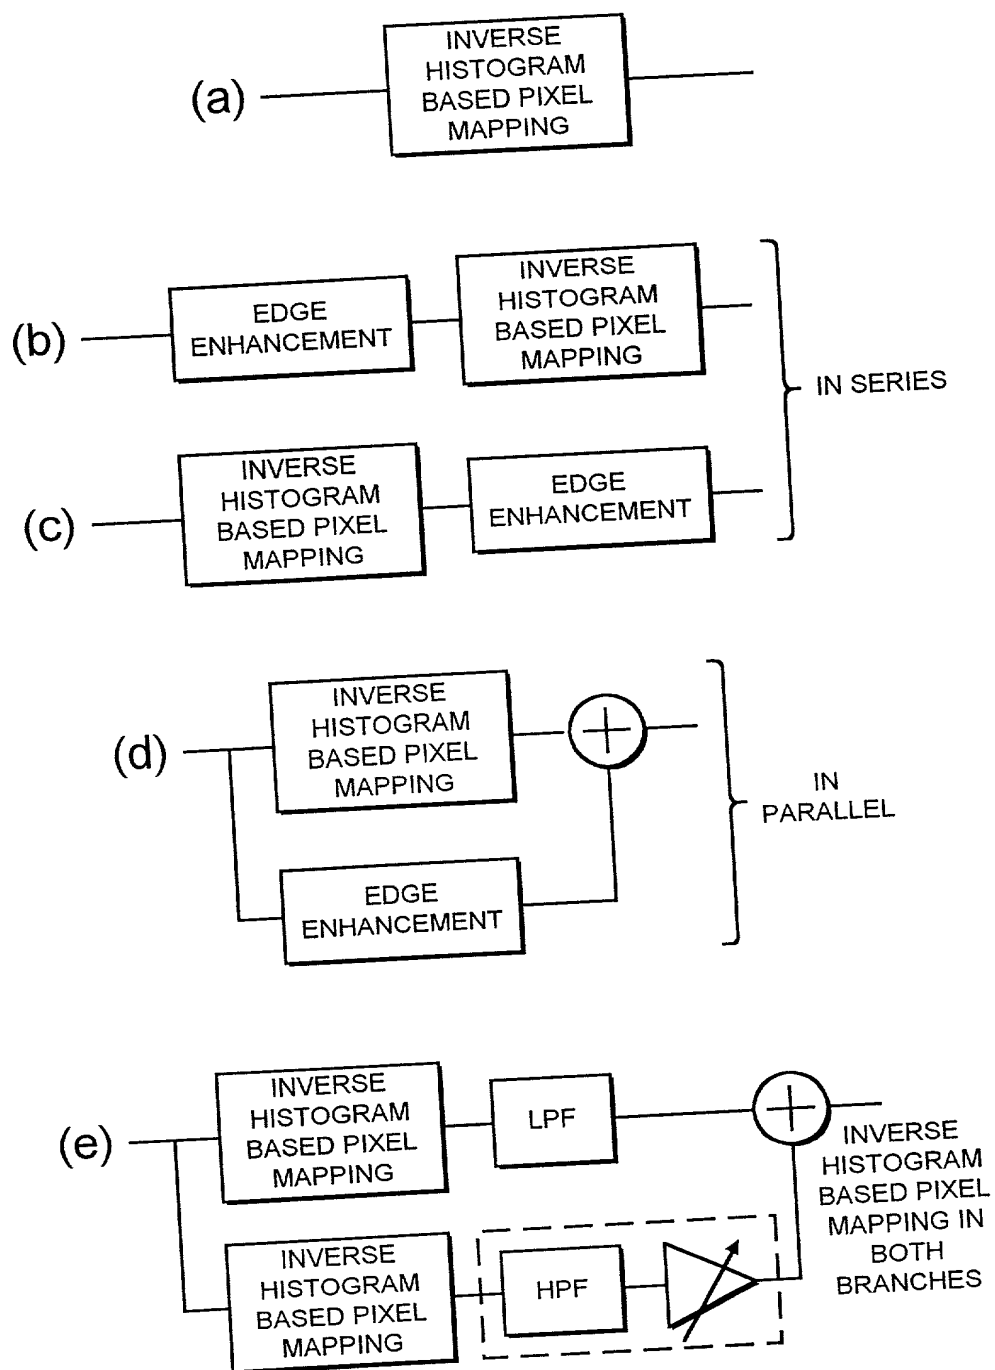 (a)
INVERSE
HISTOGRAM
BASED PIXEL
MAPPING
(b)
EDGE
ENHANCEMENT
INVERSE
HISTOGRAM
BASED PIXEL
MAPPING
IN SERIES
(c)
INVERSE
HISTOGRAM
BASED PIXEL
MAPPING
EDGE
ENHANCEMENT
(d)
INVERSE
HISTOGRAM
BASED PIXEL
MAPPING
EDGE
ENHANCEMENT
IN
PARALLEL
(e)
INVERSE
HISTOGRAM
BASED PIXEL
MAPPING
LPF
INVERSE
HISTOGRAM
BASED PIXEL
MAPPING
HPF
INVERSE
HISTOGRAM
BASED PIXEL
MAPPING IN
BOTH
BRANCHES